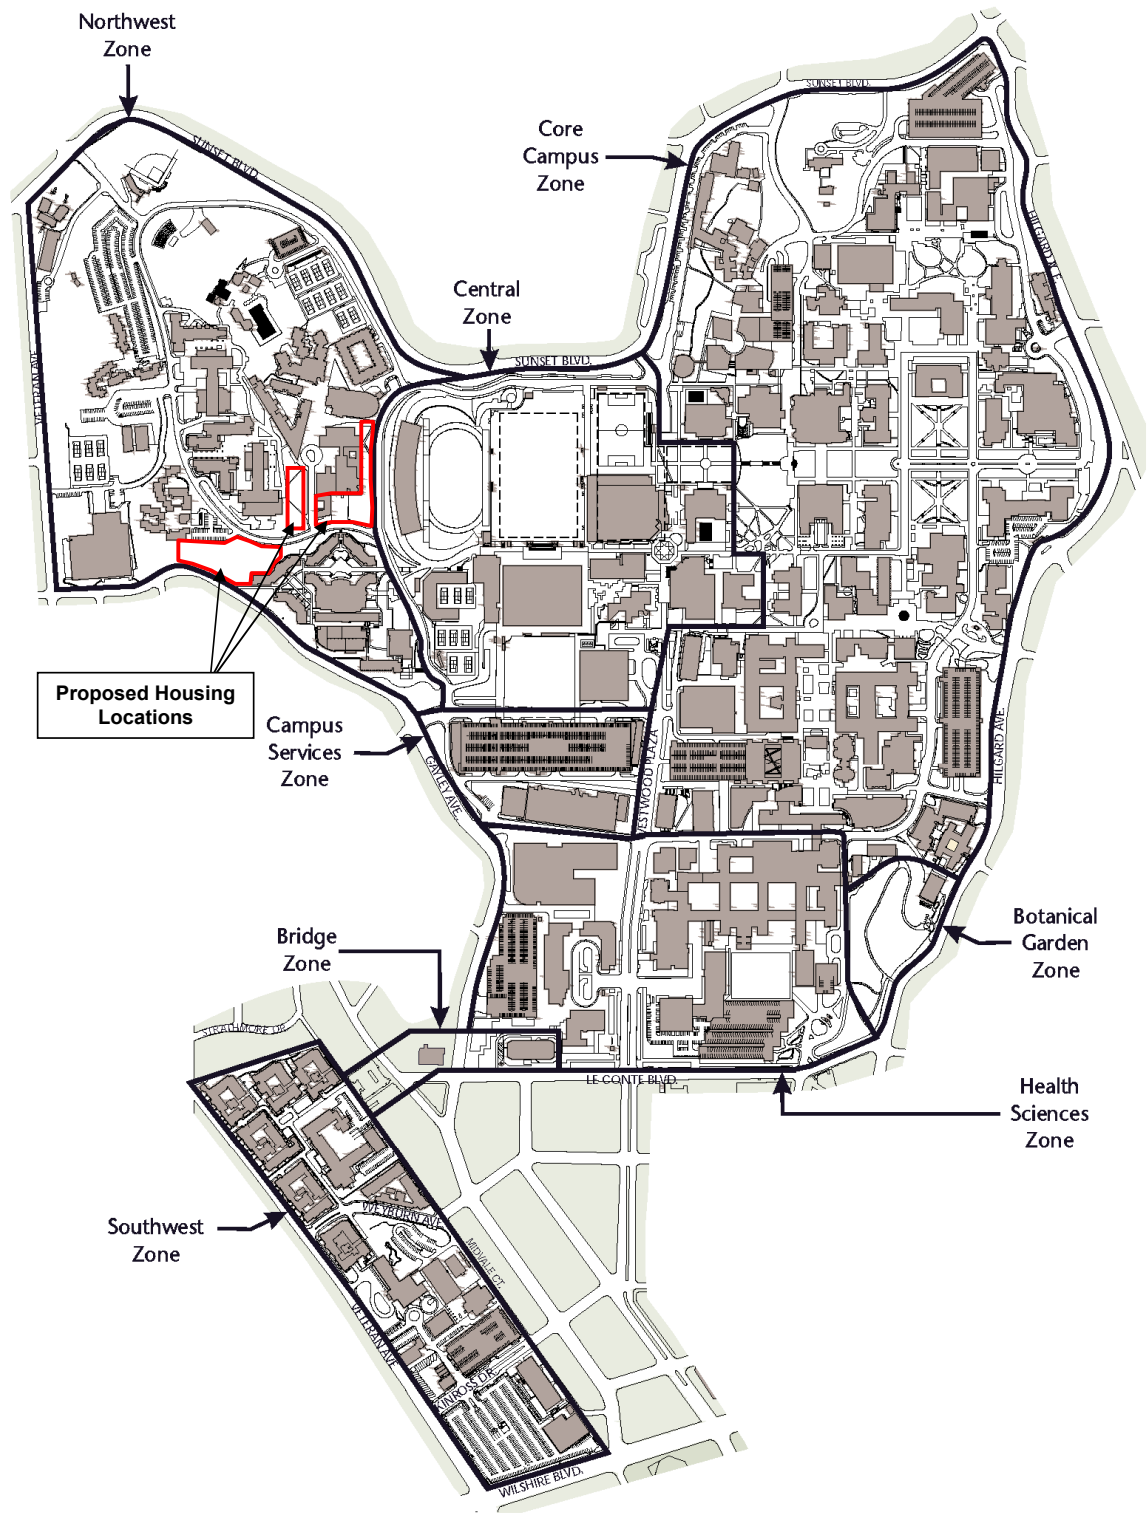 Northwest
Zone
SUNSET BLVD.
SUNSET BLVD.
Core
Campus
Zone
HILGARD AVE.
Central
Zone
SUNSET BLVD.
VETERAN AVE.
Proposed Housing
Locations
Campus
Services
Zone
GAYLEY AVE.
WESTWOOD PLAZA
HILGARD AVE.
Bridge
Zone
Botanical
Garden
Zone
STRATHMORE DR.
LE CONTE BLVD.
Health
Sciences
Zone
WEYBURN AVE.
Southwest
Zone
MIDVALE CT.
VETERAN AVE.
KINROSS DR.
WILSHIRE BLVD.